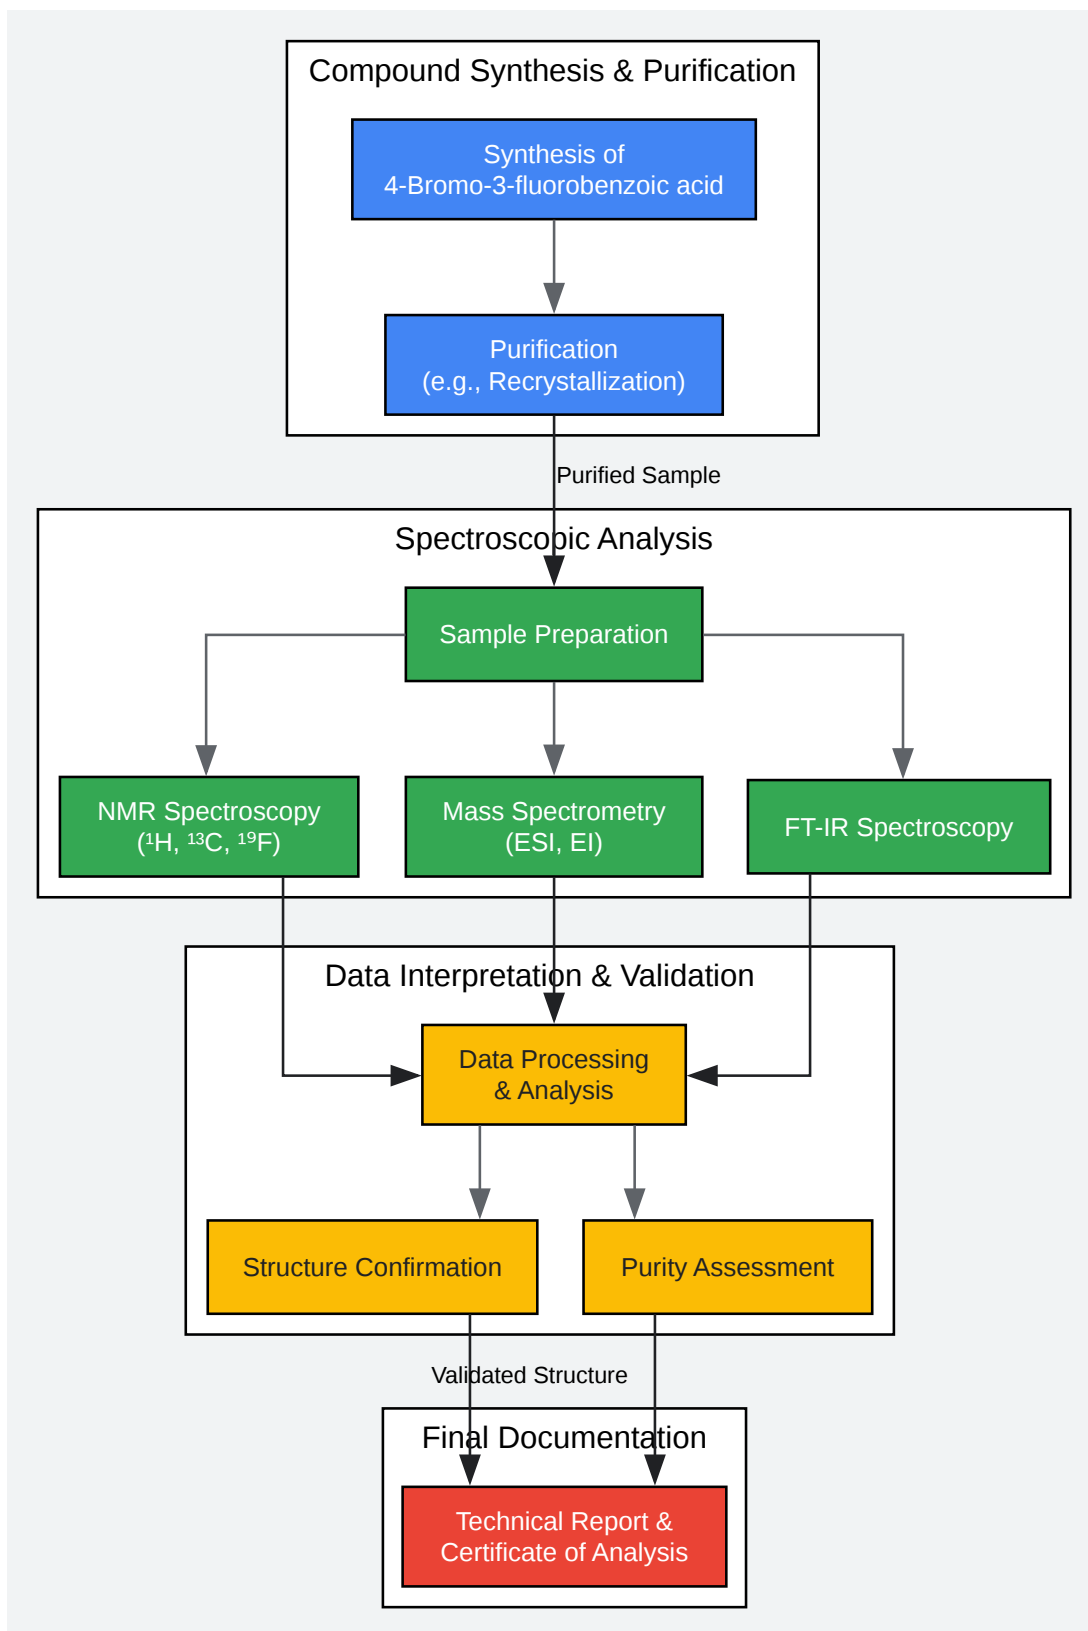 Compound Synthesis & Purification
Synthesis of
4-Bromo-3-fluorobenzoic acid
Purification
(e.g., Recrystallization)
Purified Sample
Spectroscopic Analysis
Sample Preparation
NMR Spectroscopy
(¹H, ¹³C, ¹⁹F)
Mass Spectrometry
(ESI, EI)
FT-IR Spectroscopy
Data Interpretation & Validation
Data Processing
& Analysis
Structure Confirmation
Purity Assessment
Validated Structure
Final Documentation
Technical Report &
Certificate of Analysis